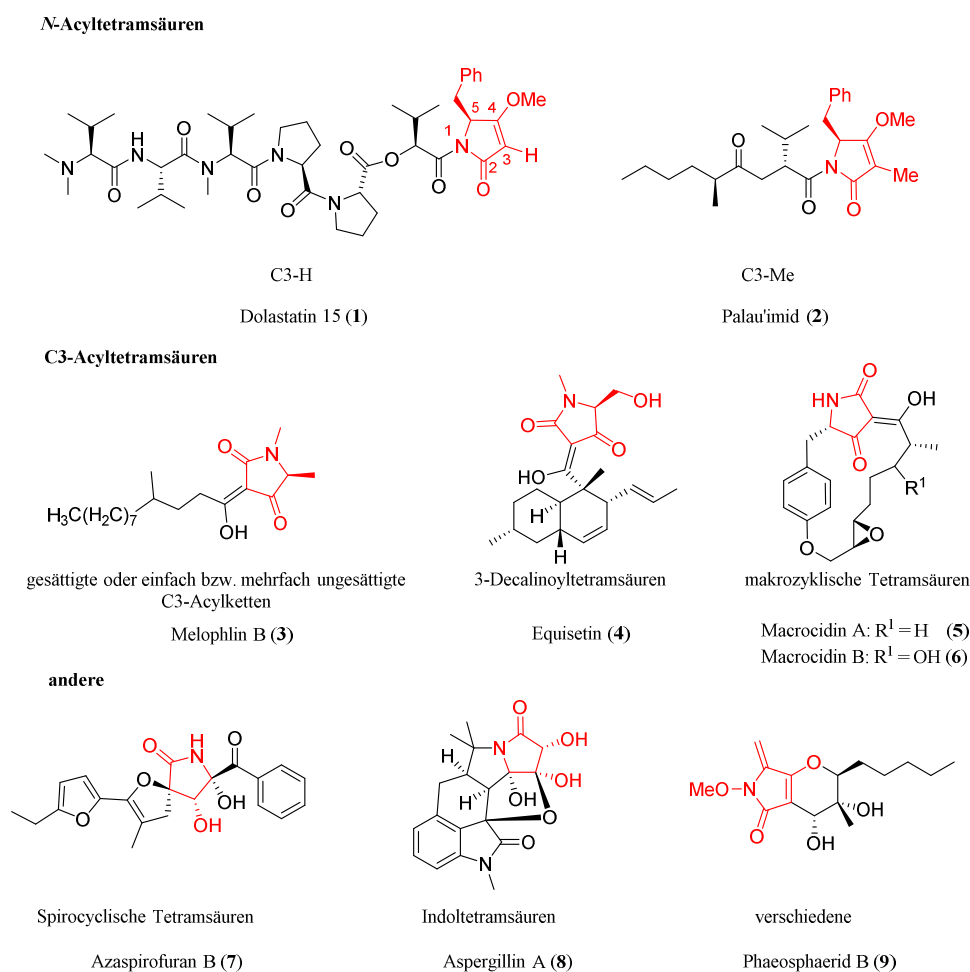 N-Acyltetramsäuren
Ph
OMe
5
4
1
3
H
2
O
N
O
HN
O
N
O
N
O
N
O
O
O
N
O
Ph
OMe
Me
N
O
O
O
C3-H
C3-Me
Dolastatin 15 (1)
Palau'imid (2)
C3-Acyltetramsäuren
O
N
O
OH
H3C(H2C)7
N
OH
O
O
HO
H
H
O
HN
OH
O
R1
O
O
gesättigte oder einfach bzw. mehrfach ungesättigte
C3-Acylketten
3-Decalinoyltetramsäuren
makrozyklische Tetramsäuren
Melophlin B (3)
Equisetin (4)
Macrocidin A: R1 = H (5)
Macrocidin B: R1 = OH (6)
andere
O
H
N
O
O
O
OH
OH
O
N
OH
H
OH
H
OH
O
O
N
MeO
N
O
O
OH
OH
Spirocyclische Tetramsäuren
Indoltetramsäuren
verschiedene
Azaspirofuran B (7)
Aspergillin A (8)
Phaeosphaerid B (9)